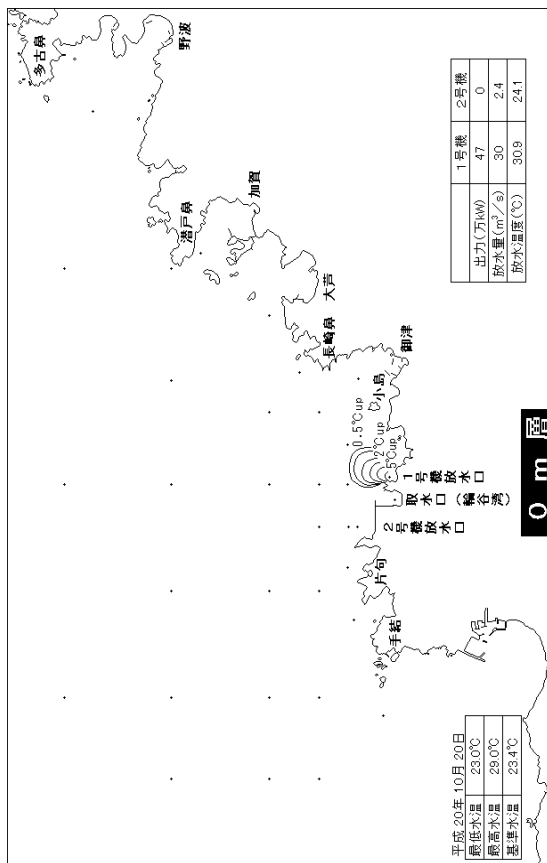 多古鼻
野波
潜戸鼻
加賀
大芦
長崎鼻
御津
小島
0.5℃up
2℃up
5℃up
1号機放水口
取水口(輪谷湾)
2号機放水口
片句
手結
1号機 2号機
出力(万kW) 47 0
放水量(m³/s) 30 2.4
放水温度(℃) 30.9 24.1
0m層
平成20年10月20日
最低水温 23.0℃
最高水温 29.0℃
基準水温 23.4℃